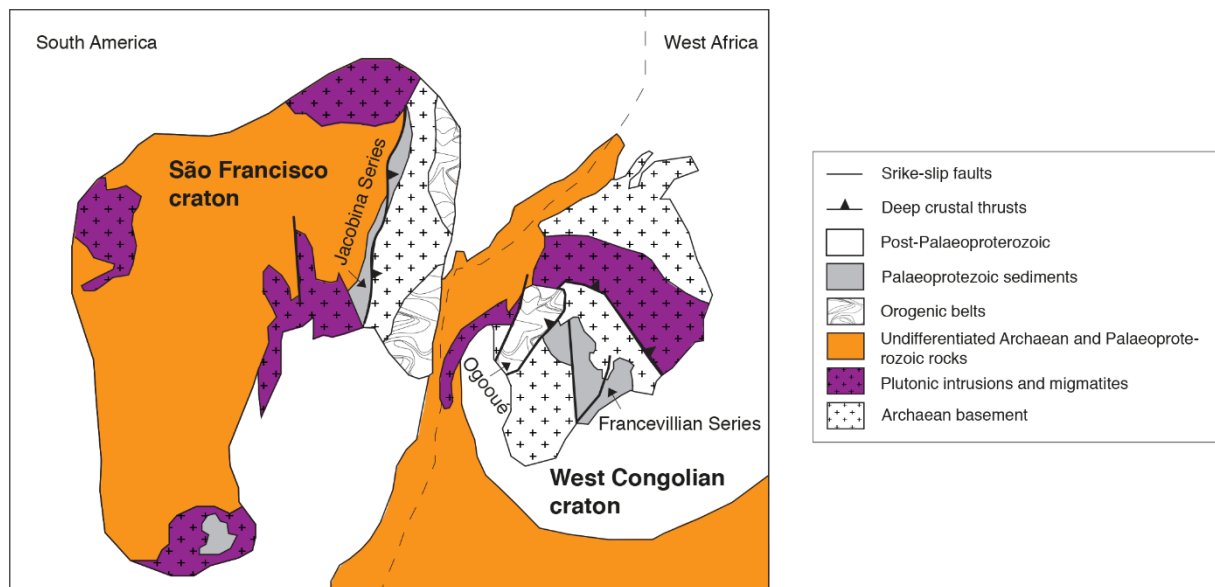 South America
West Africa
São Francisco
craton
Jacobina Series
Ogooué
Francevillian Series
West Congolian
craton
Srike-slip faults
Deep crustal thrusts
Post-Palaeoproterozoic
Palaeoprotezoic sediments
Orogenic belts
Undifferentiated Archaean and Palaeoprote-
rozoic rocks
Plutonic intrusions and migmatites
Archaean basement